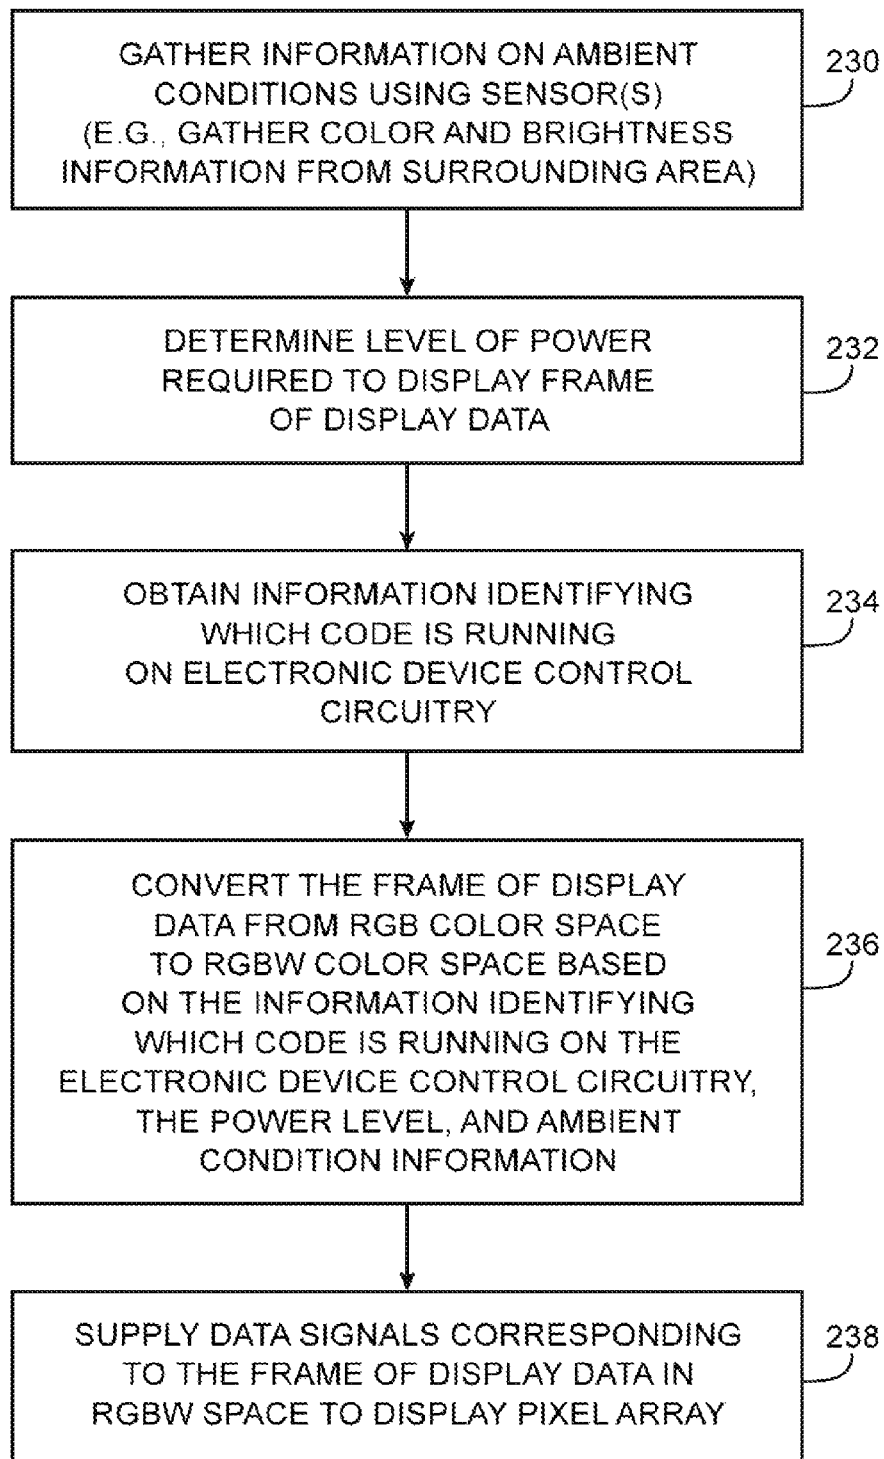 GATHER INFORMATION ON AMBIENT
CONDITIONS USING SENSOR(S)
(E.G., GATHER COLOR AND BRIGHTNESS
INFORMATION FROM SURROUNDING AREA)
230
DETERMINE LEVEL OF POWER
REQUIRED TO DISPLAY FRAME
OF DISPLAY DATA
232
OBTAIN INFORMATION IDENTIFYING
WHICH CODE IS RUNNING
ON ELECTRONIC DEVICE CONTROL
CIRCUITRY
234
CONVERT THE FRAME OF DISPLAY
DATA FROM RGB COLOR SPACE
TO RGBW COLOR SPACE BASED
ON THE INFORMATION IDENTIFYING
WHICH CODE IS RUNNING ON THE
ELECTRONIC DEVICE CONTROL CIRCUITRY,
THE POWER LEVEL, AND AMBIENT
CONDITION INFORMATION
236
SUPPLY DATA SIGNALS CORRESPONDING
TO THE FRAME OF DISPLAY DATA IN
RGBW SPACE TO DISPLAY PIXEL ARRAY
238